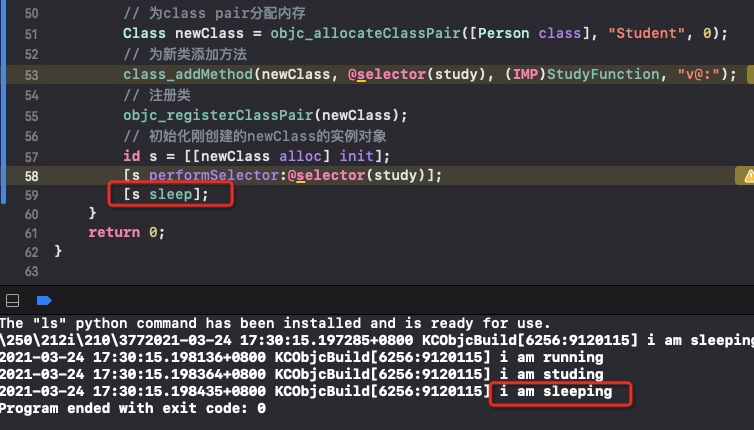 50 // 为class pair分配内存
51 Class newClass = objc_allocateClassPair([Person class], "Student", 0);
52 // 为新类添加方法
53 class_addMethod(newClass, @selector(study), (IMP)StudyFunction, "v@:");
54 // 注册类
55 objc_registerClassPair(newClass);
56 // 初始化刚创建的newClass的实例对象
57 id s = [[newClass alloc] init];
58 [s performSelector:@selector(study)];
59 [s sleep];
60 }
61 return 0;
62 }
63
The "ls" python command has been installed and is ready for use.
\250\212i\210\3772021-03-24 17:30:15.197285+0800 KCObjcBuild[6256:9120115] i am sleeping
2021-03-24 17:30:15.198136+0800 KCObjcBuild[6256:9120115] i am running
2021-03-24 17:30:15.198364+0800 KCObjcBuild[6256:9120115] i am studing
2021-03-24 17:30:15.198435+0800 KCObjcBuild[6256:9120115] i am sleeping
Program ended with exit code: 0